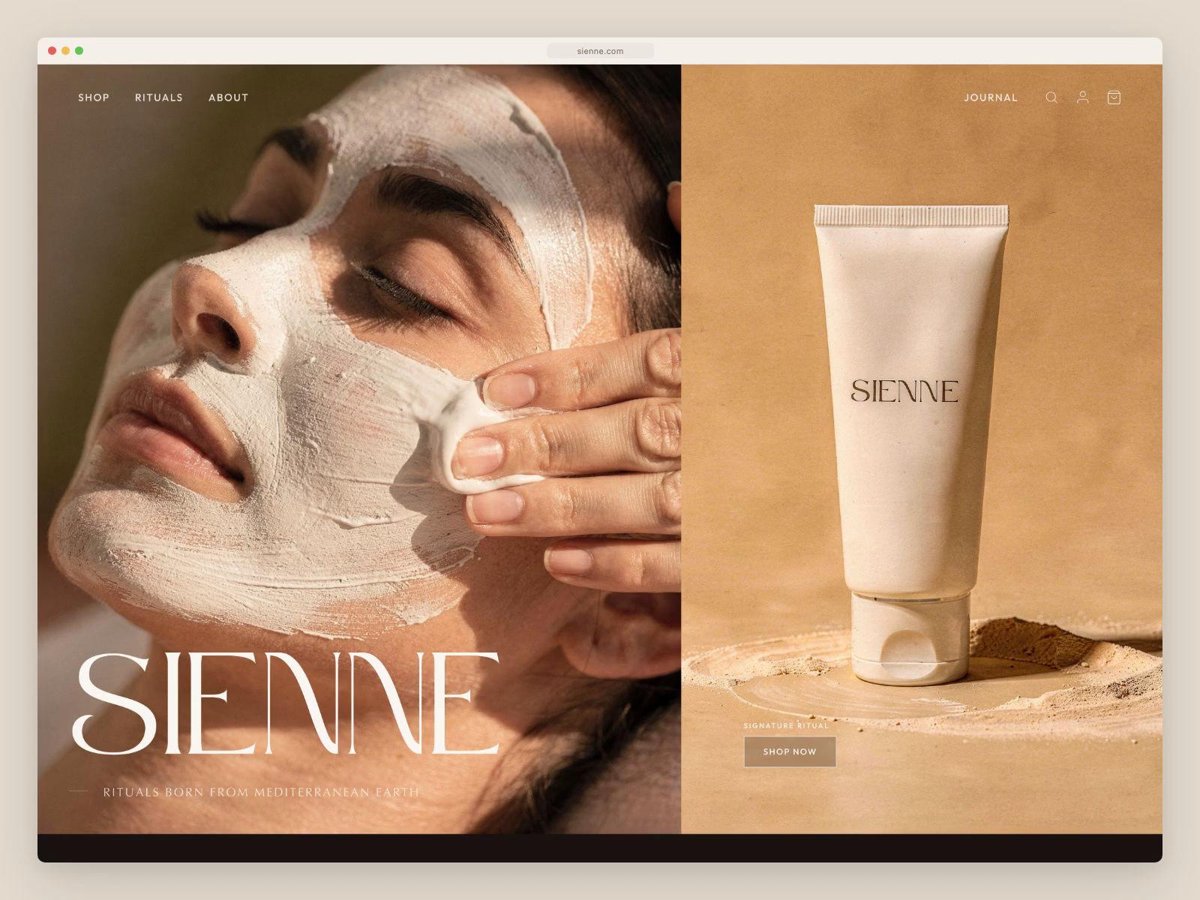 sienne.com
SHOP RITUALS ABOUT
JOURNAL
SIENNE
RITUALS BORN FROM MEDITERRANEAN EARTH
SIENNE
SIGNATURE RITUAL
SHOP NOW